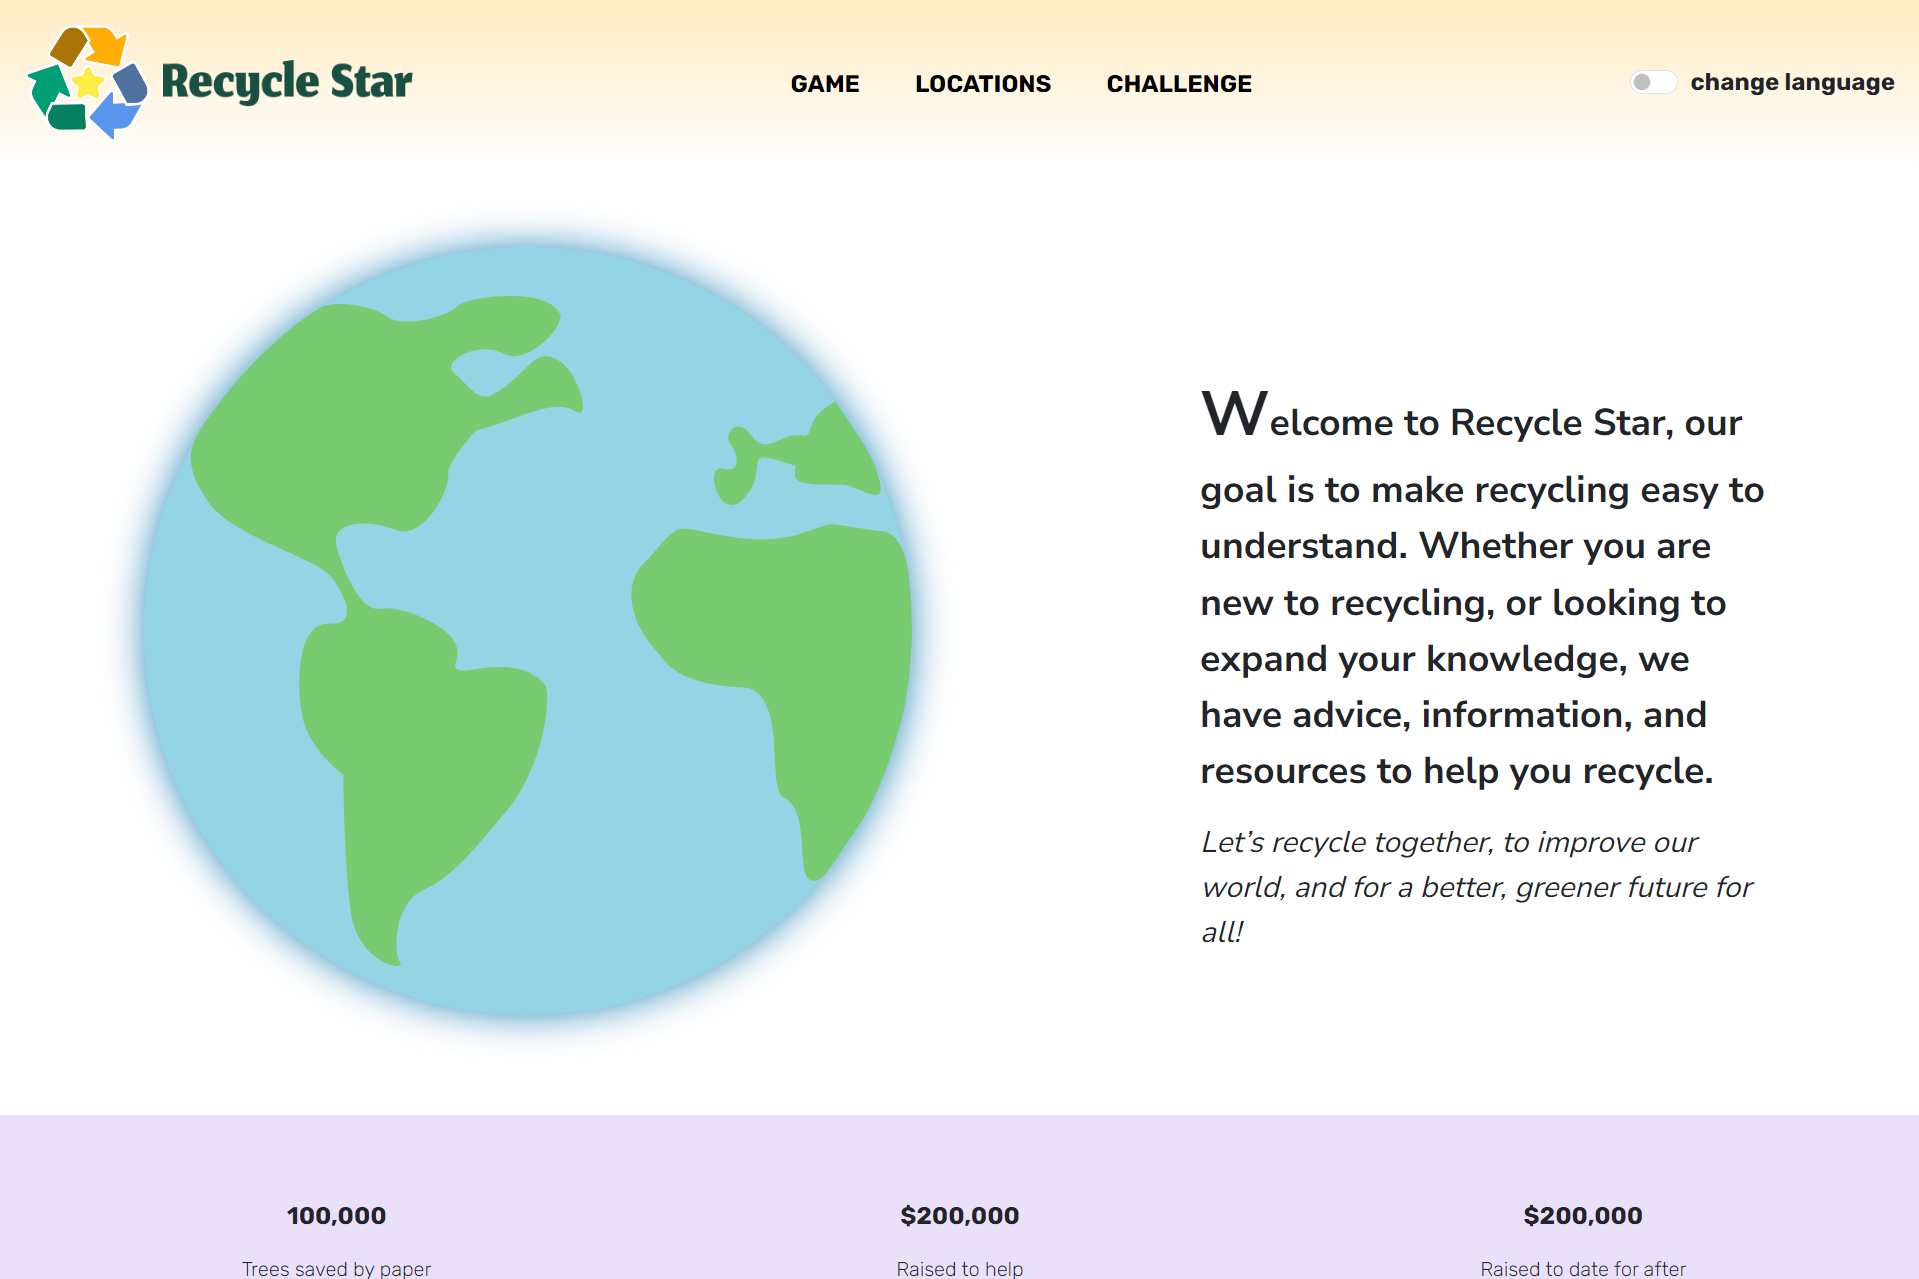 Recycle Star
GAME
LOCATIONS
CHALLENGE
change language
Welcome to Recycle Star, our
goal is to make recycling easy to
understand. Whether you are
new to recycling, or looking to
expand your knowledge, we
have advice, information, and
resources to help you recycle.
Let’s recycle together, to improve our
world, and for a better, greener future for
all!
100,000
Trees saved by paper
$200,000
Raised to help
$200,000
Raised to date for after